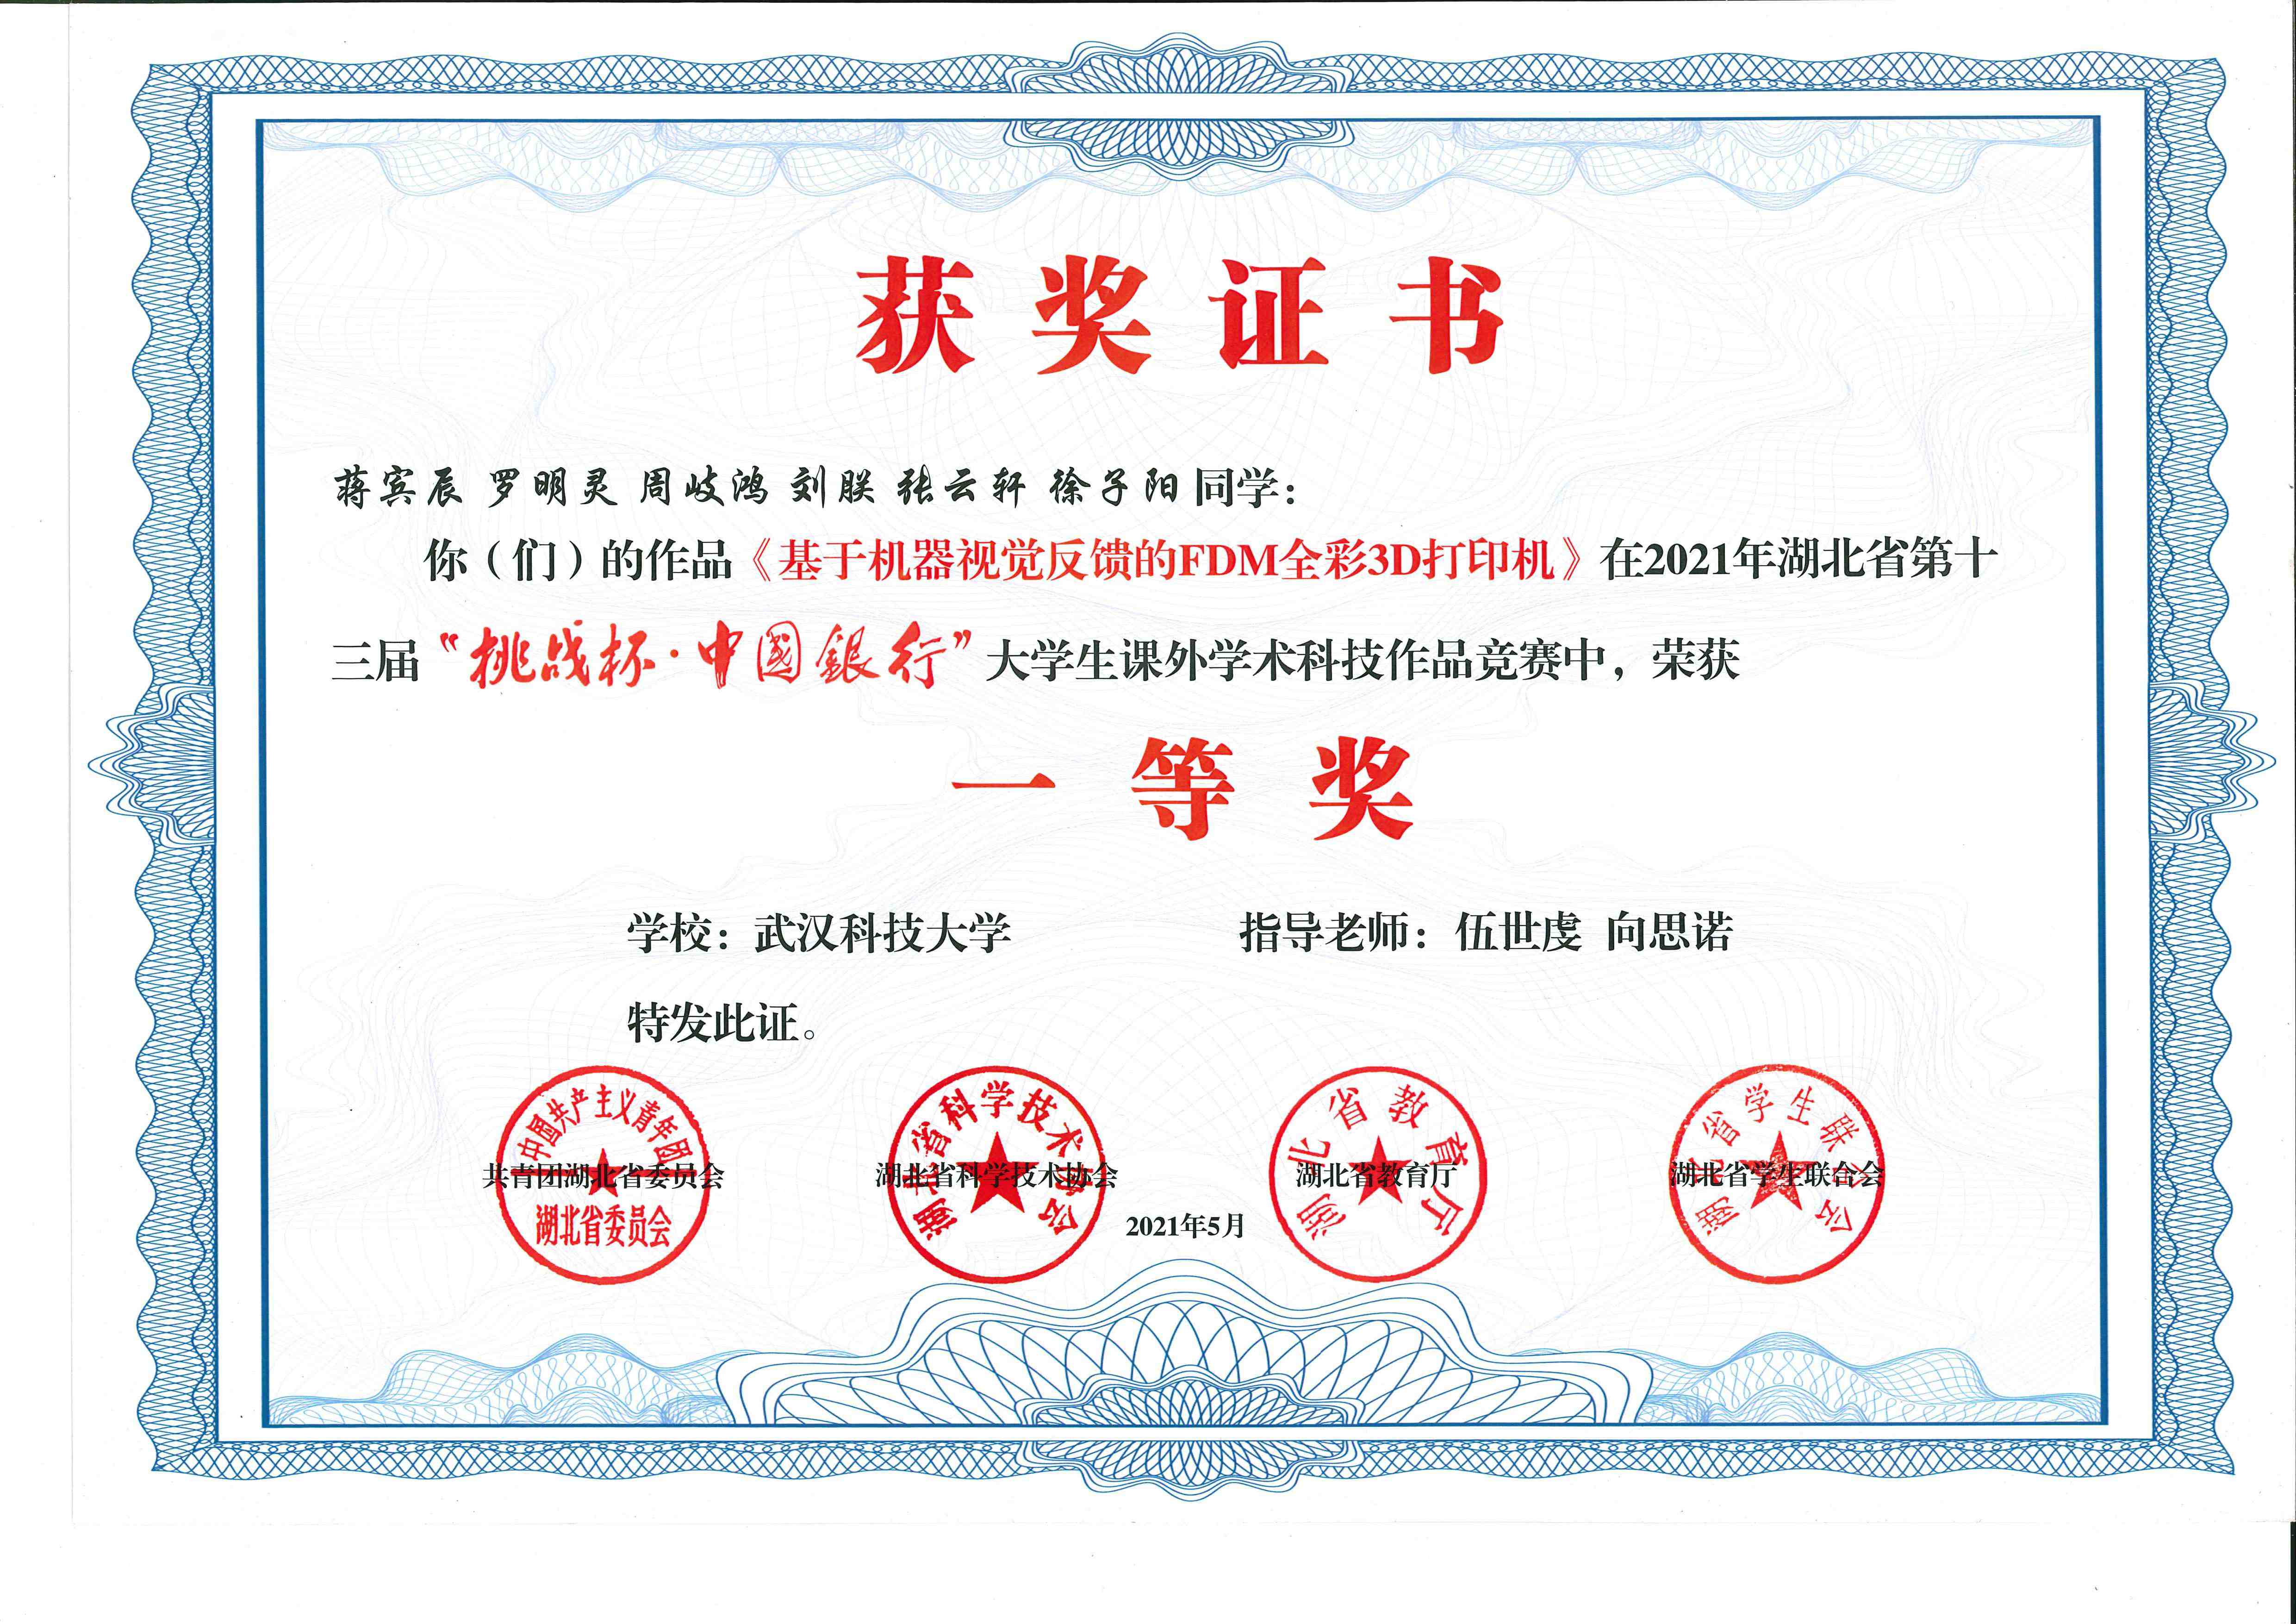 获奖证书
蒋宾辰 罗明灵 周岐鸿 刘朕 张云轩 徐子阳 同学：
你（们）的作品《基于机器视觉反馈的FDM全彩3D打印机》在2021年湖北省第十
三届“挑战杯·中國銀行”大学生课外学术科技作品竞赛中，荣获
一等奖
学校：武汉科技大学 指导老师：伍世虔 向思诺
特发此证。
中国共产主义青年团
湖北省委员会
共青团湖北省委员会
湖北省科学技术协会
湖北省科学技术协会
湖北省教育厅
湖北省教育厅
湖北省学生联合会
湖北省学生联合会
2021年5月